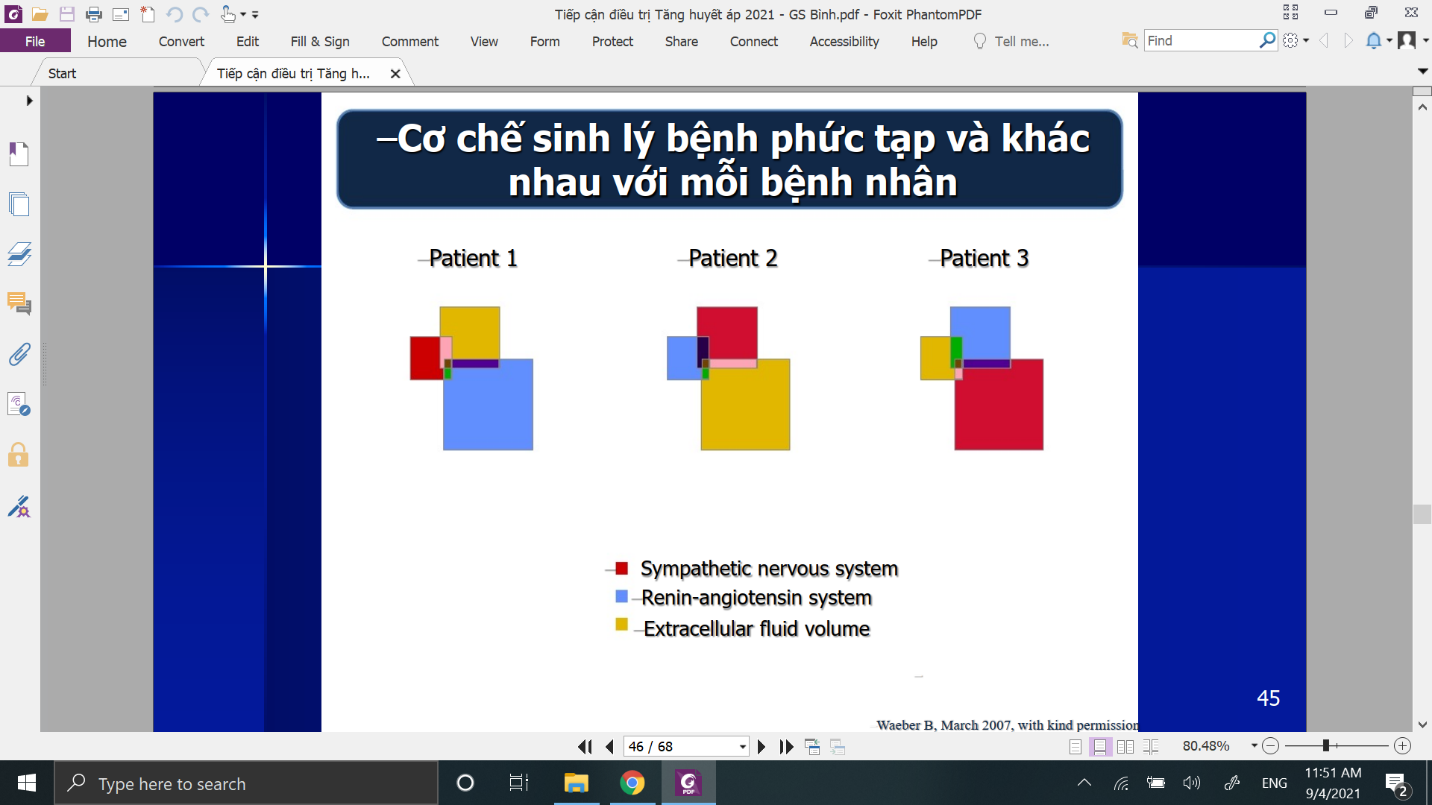 Tiếp cận điều trị Tăng huyết áp 2021 - GS Binh.pdf - Foxit PhantomPDF
File Home Convert Edit Fill & Sign Comment View Form Protect Share Connect Accessibility Help Tell me... Find
Start Tiếp cận điều trị Tăng h...
–Cơ chế sinh lý bệnh phức tạp và khác
nhau với mỗi bệnh nhân
–Patient 1 –Patient 2 –Patient 3
– Sympathetic nervous system
–Renin-angiotensin system
–Extracellular fluid volume
–
45
Waeber B, March 2007, with kind permission
46 / 68 80.48%
Type here to search PDF ENG 11:51 AM
9/4/2021 2